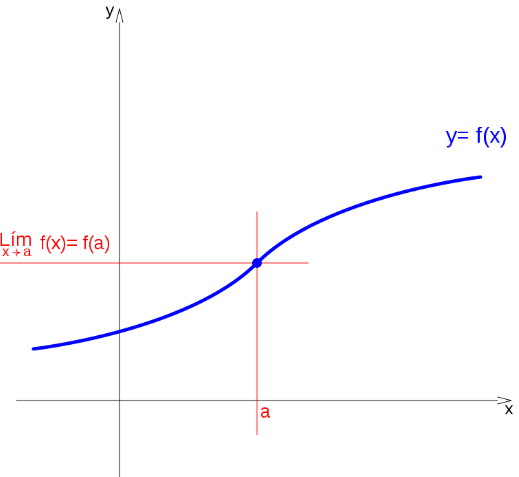 y
y= f(x)
Lím f(x)= f(a)
x→a
a
x